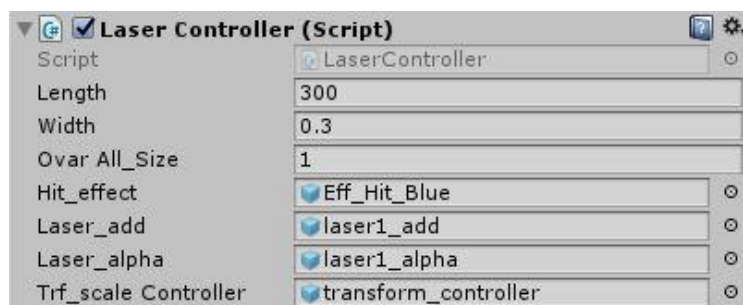 Laser Controller (Script)
Script LaserController
Length 300
Width 0.3
Ovar All_Size 1
Hit_effect Eff_Hit_Blue
Laser_add laser1_add
Laser_alpha laser1_alpha
Trf_scale Controller transform_controller